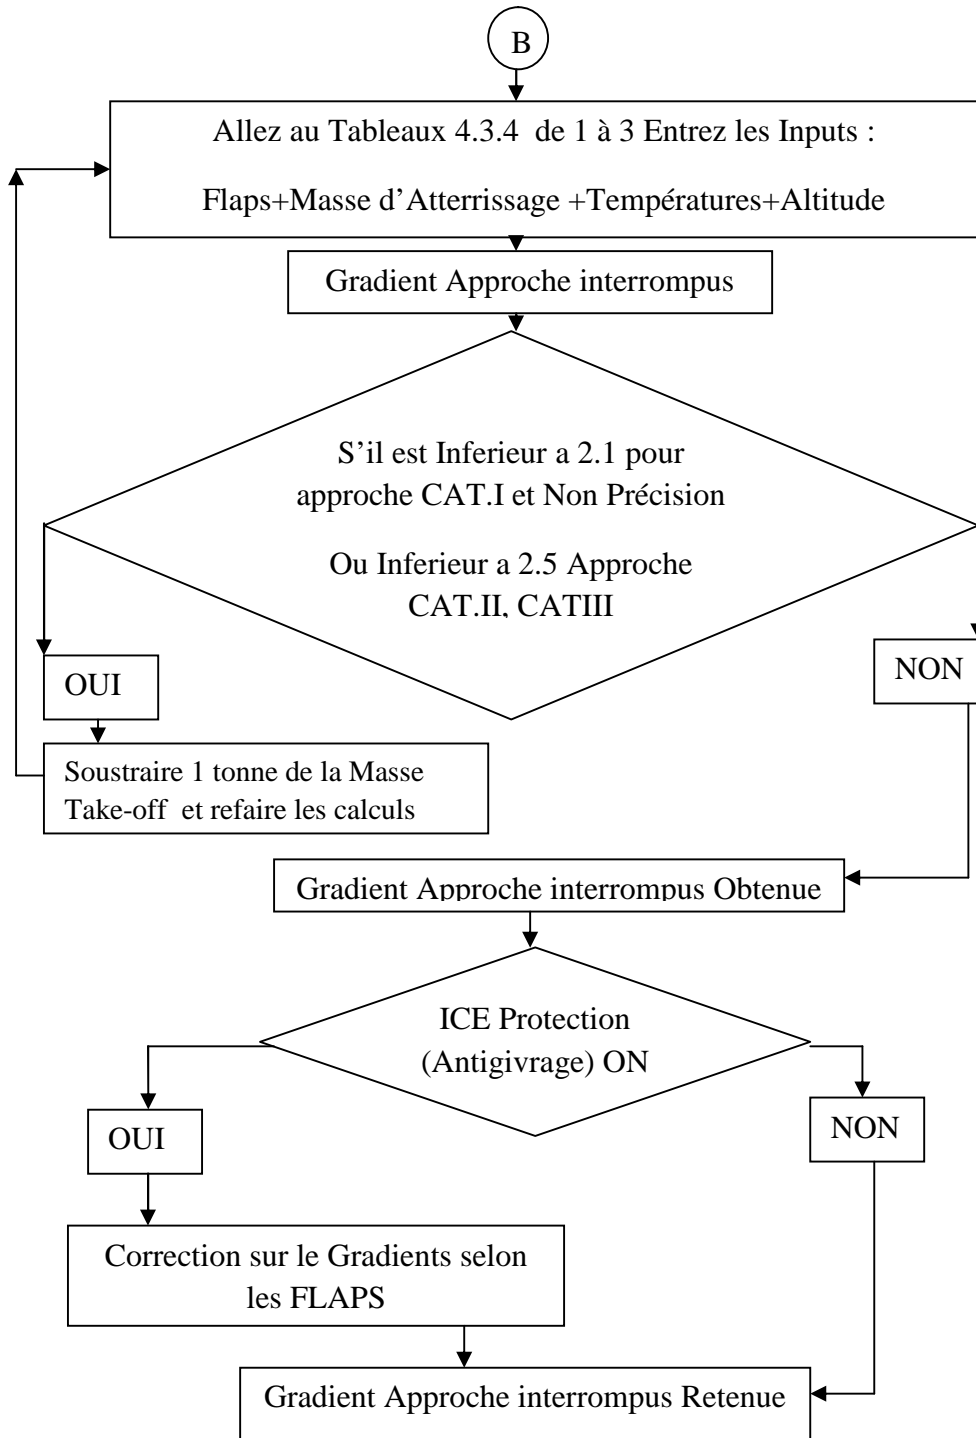 B
Allez au Tableaux 4.3.4 de 1 à 3 Entrez les Inputs :
Flaps+Masse d’Atterrissage +Températures+Altitude
Gradient Approche interrompus
S’il est Inferieur a 2.1 pour
approche CAT.I et Non Précision
Ou Inferieur a 2.5 Approche
CAT.II, CATIII
OUI
NON
Soustraire 1 tonne de la Masse
Take-off et refaire les calculs
Gradient Approche interrompus Obtenue
ICE Protection
(Antigivrage) ON
OUI
NON
Correction sur le Gradients selon
les FLAPS
Gradient Approche interrompus Retenue